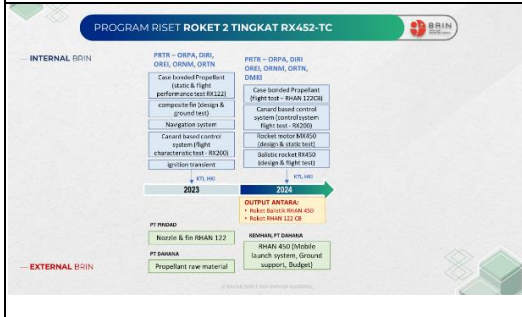 PROGRAM RISET ROKET 2 TINGKAT RX452-TC
BRIN
INTERNAL BRIN
PRTR – ORPA, DIRI,
OREI, ORNM, ORTN
Case bonded Propellant
(static & flight
performance test RX122)
composite fin (design &
ground test)
Navigation system
Canard based control
system (flight
characteristic test - RX200)
ignition transient
KTI, HKI
2023
PRTR – ORPA, DIRI
OREI, ORNM, ORTN,
DMKI
Case bonded Propellant
(flight test – RHAN 122CB)
Canard based control
system (control system
flight test - RX200)
Rocket motor MX450
(design & static test)
Balistic rocket RX450
(design & flight test)
KTI, HKI
2024
OUTPUT ANTARA:
• Roket Balistik RHAN 450
• Roket RHAN 122 CB
PT PINDAD
Nozzle & fin RHAN 122
PT DAHANA
Propellant raw material
KEMHAN, PT DAHANA
RHAN 450 (Mobile
launch system, Ground
support, Budget)
EXTERNAL BRIN